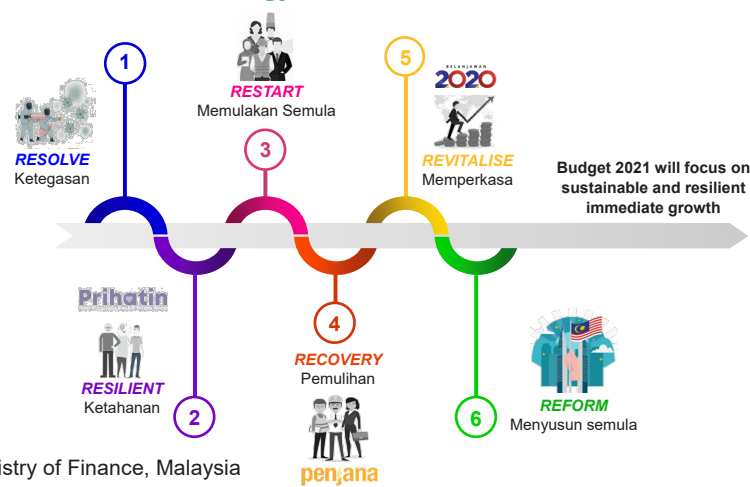 1
RESOLVE
Ketegasan
Prihatin
RESILIENT
Ketahanan
2
RESTART
Memulakan Semula
3
4
RECOVERY
Pemulihan
penjana
5
BELANJAWAN
2020
REVITALISE
Memperkasa
6
REFORM
Menyusun semula
Budget 2021 will focus on
sustainable and resilient
immediate growth
of Finance, Malaysia